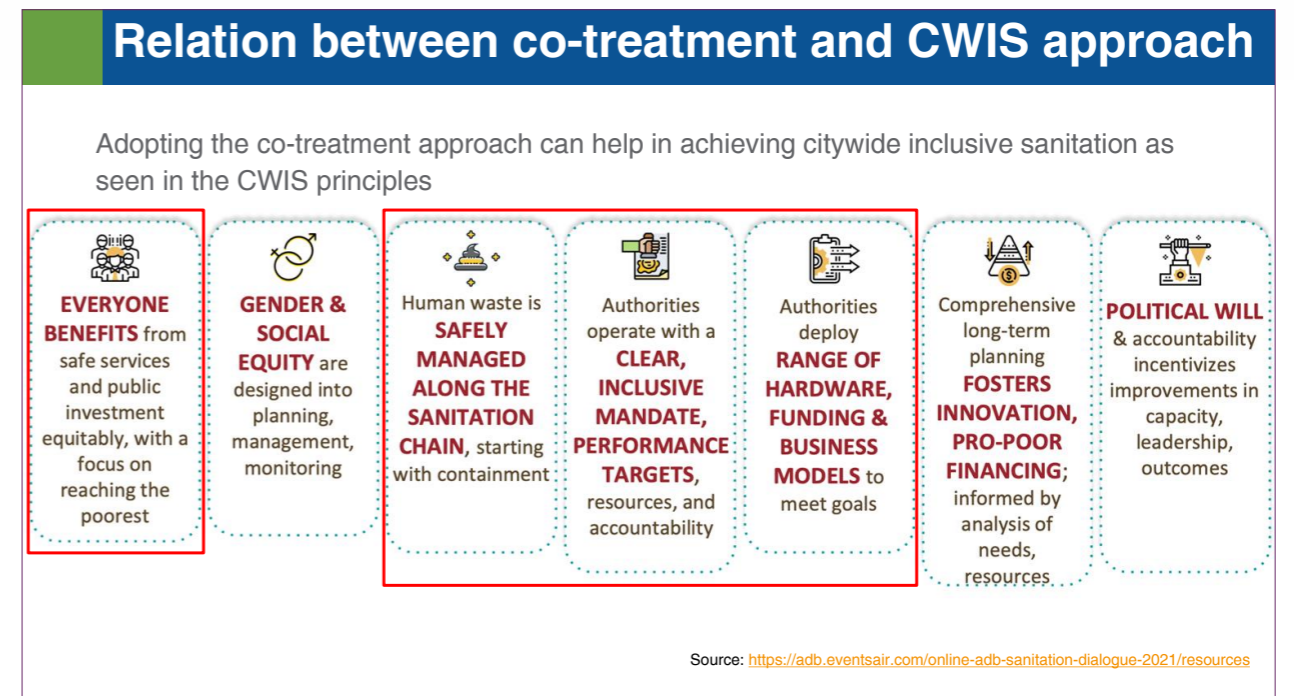 Relation between co-treatment and CWIS approach
Adopting the co-treatment approach can help in achieving citywide inclusive sanitation as
seen in the CWIS principles
EVERYONE
BENEFITS from
safe services
and public
investment
equitably, with a
focus on
reaching the
poorest
GENDER &
SOCIAL
EQUITY are
designed into
planning,
management,
monitoring
Human waste is
SAFELY
MANAGED
ALONG THE
SANITATION
CHAIN, starting
with containment
Authorities
operate with a
CLEAR,
INCLUSIVE
MANDATE,
PERFORMANCE
TARGETS,
resources, and
accountability
Authorities
deploy
RANGE OF
HARDWARE,
FUNDING &
BUSINESS
MODELS to
meet goals
Comprehensive
long-term
planning
FOSTERS
INNOVATION,
PRO-POOR
FINANCING;
informed by
analysis of
needs,
resources
POLITICAL WILL
& accountability
incentivizes
improvements in
capacity,
leadership,
outcomes
Source: https://adb.eventsair.com/online-adb-sanitation-dialogue-2021/resources